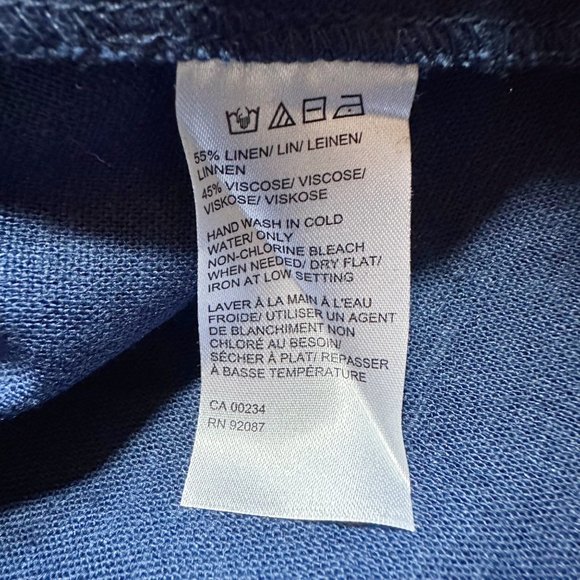 55% LINEN/ LIN/ LEINEN/
LINNEN
45% VISCOSE/ VISCOSE/
VISKOSE/ VISKOSE
HAND WASH IN COLD
WATER/ ONLY
NON-CHLORINE BLEACH
WHEN NEEDED/ DRY FLAT/
IRON AT LOW SETTING
LAVER À LA MAIN À L'EAU
FROIDE/ UTILISER UN AGENT
DE BLANCHIMENT NON
CHLORÉ AU BESOIN/
SÉCHER À PLAT/ REPASSER
À BASSE TEMPÉRATURE
CA 00234
RN 92087